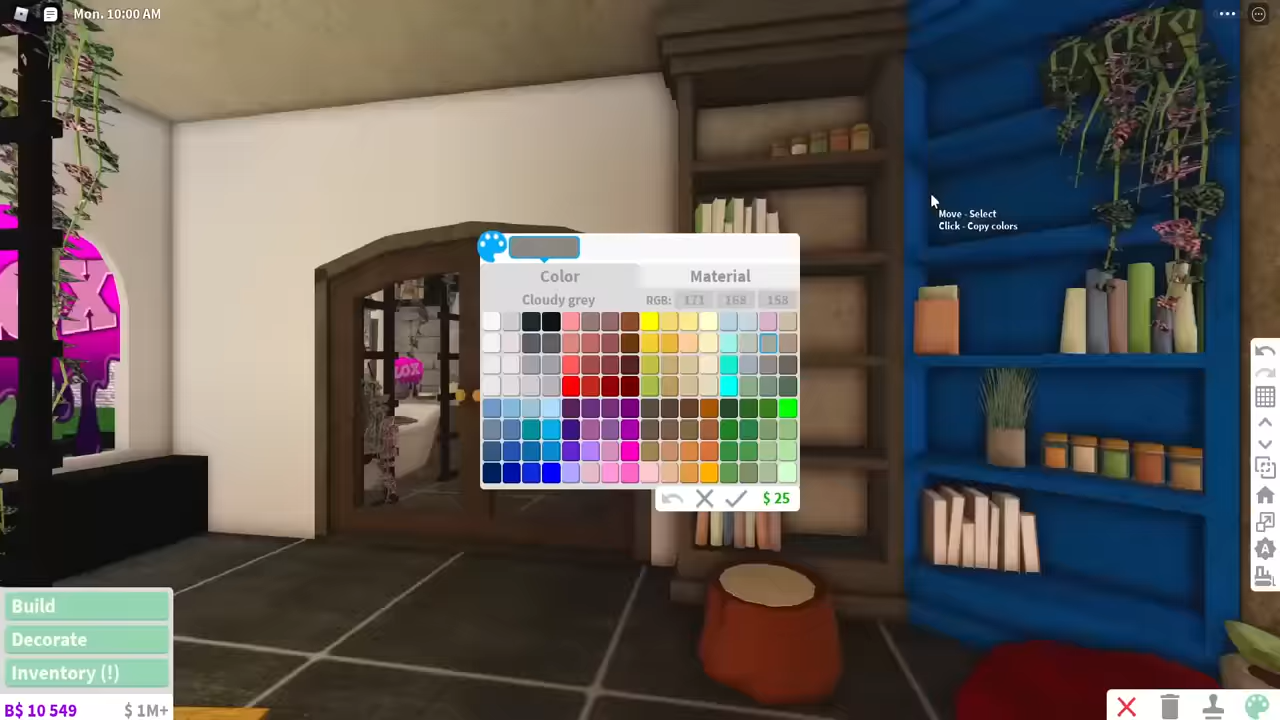 Mon. 10:00 AM
Move - Select
Click - Copy colors
Color
Material
Cloudy grey
RGB: 171 168 158
$ 25
Build
Decorate
Inventory (!)
B$ 10 549
$ 1M+
A